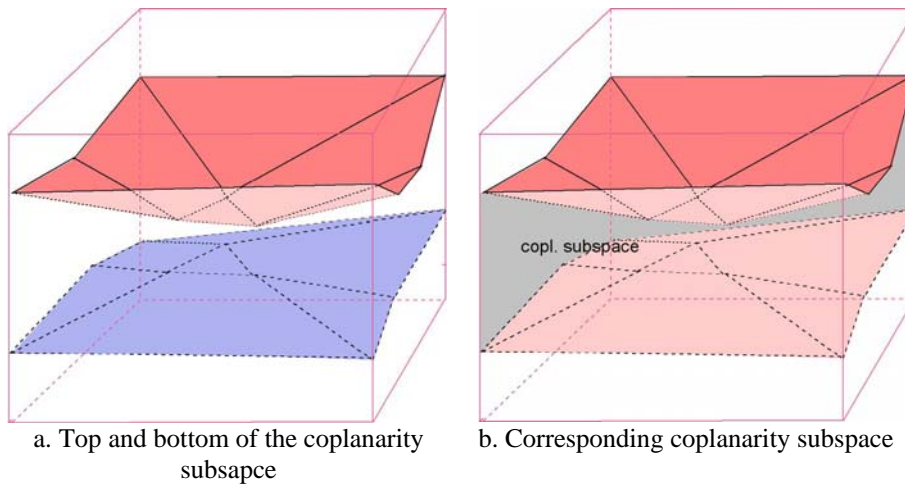 copl. subspace
a. Top and bottom of the coplanarity
subsapce
b. Corresponding coplanarity subspace